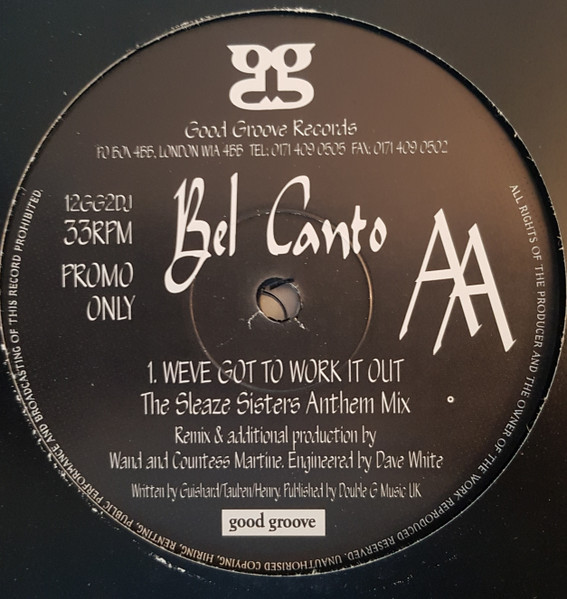 gg
Good Groove Records
PO BOX 4BB, LONDON W1A 4BB TEL: 0171 409 0505 FAX: 0171 409 0502
12GG2DJ
33RPM
PROMO
ONLY
Bel Canto
AA
1. WEVE GOT TO WORK IT OUT
The Sleaze Sisters Anthem Mix
Remix & additional production by
Wand and Countess Martine. Engineered by Dave White
Written by Guishard/Tauben/Henry. Published by Double G Music UK
good groove
ALL RIGHTS OF THE PRODUCER AND THE OWNER OF THE WORK REPRODUCED RESERVED. UNAUTHORISED COPYING, HIRING, RENTING, PUBLIC PERFORMANCE AND BROADCASTING OF THIS RECORD PROHIBITED.